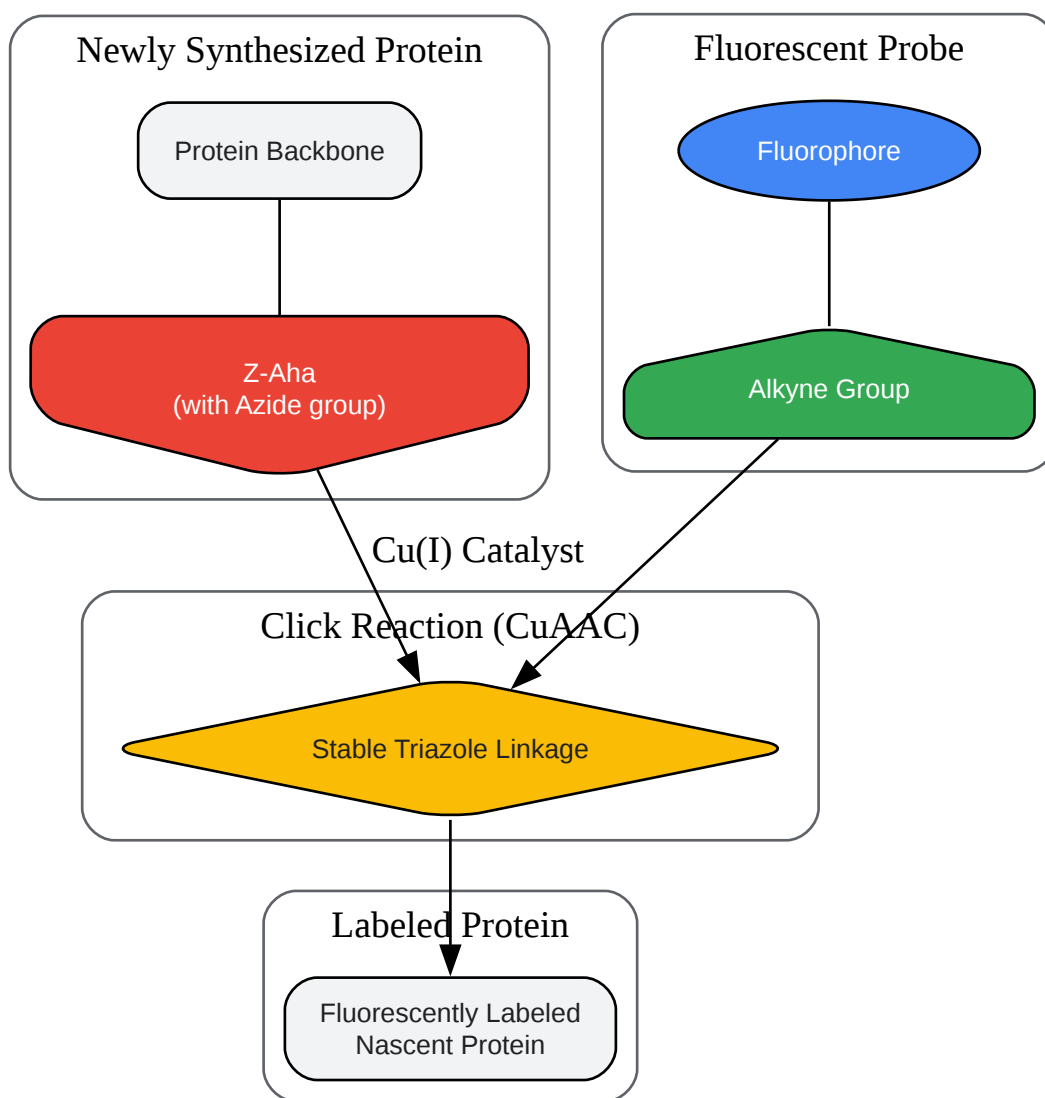 Newly Synthesized Protein
Protein Backbone
Z-Aha
(with Azide group)
Fluorescent Probe
Fluorophore
Alkyne Group
Cu(I) Catalyst
Click Reaction (CuAAC)
Stable Triazole Linkage
Labeled Protein
Fluorescently Labeled
Nascent Protein